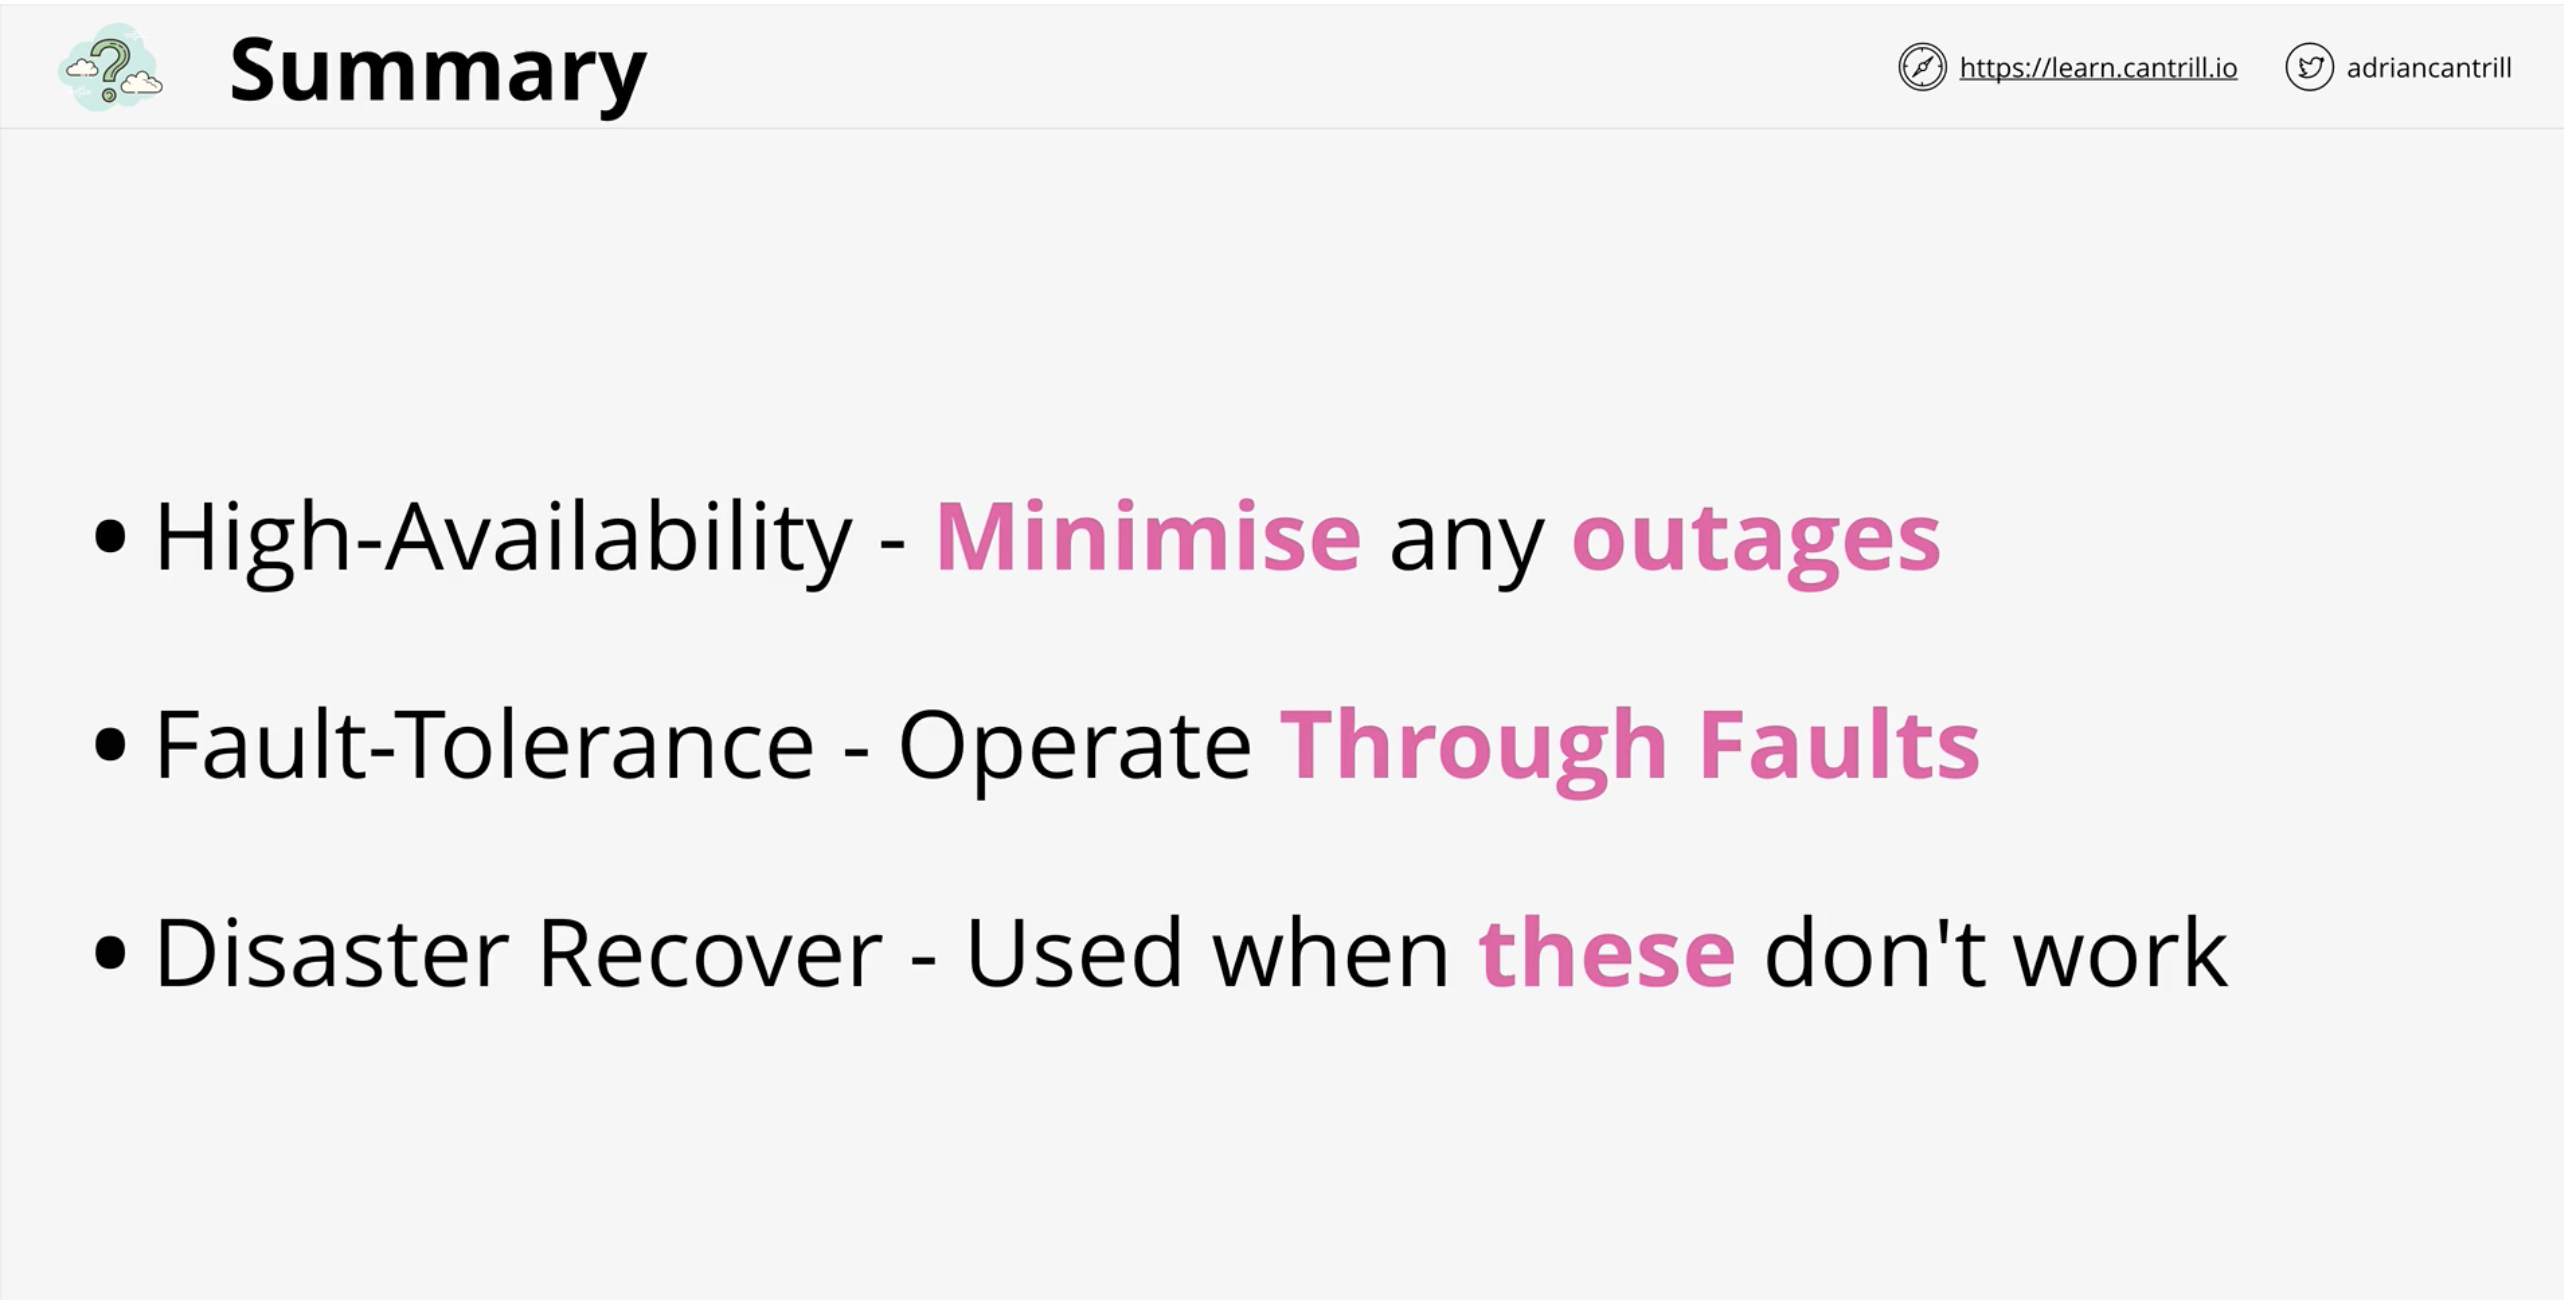 Summary
https://learn.cantrill.io
adriancantrill
• High-Availability - Minimise any outages
• Fault-Tolerance - Operate Through Faults
• Disaster Recover - Used when these don't work